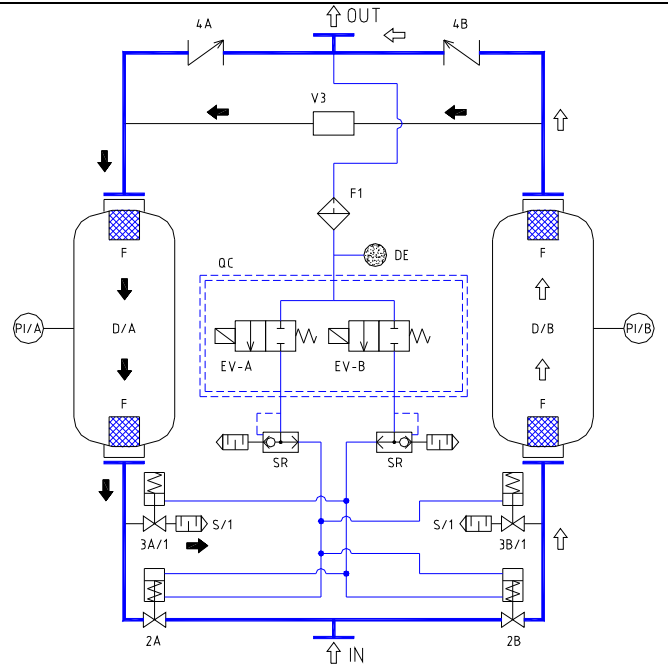 OUT
4A
4B
V3
F1
F
F
DE
QC
PI/A
D/A
D/B
PI/B
EV-A
EV-B
F
F
SR
SR
S/1
S/1
3A/1
3B/1
2A
2B
IN